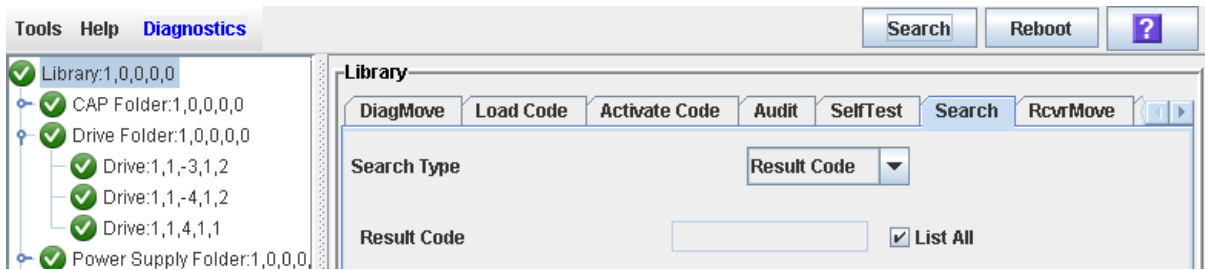 Tools Help Diagnostics Search Reboot ?
Library:1,0,0,0,0
CAP Folder:1,0,0,0,0
Drive Folder:1,0,0,0,0
Drive:1,1,-3,1,2
Drive:1,1,-4,1,2
Drive:1,1,4,1,1
Power Supply Folder:1,0,0,0,
Library
DiagMove Load Code Activate Code Audit SelfTest Search RcvrMove
Search Type Result Code
Result Code List All